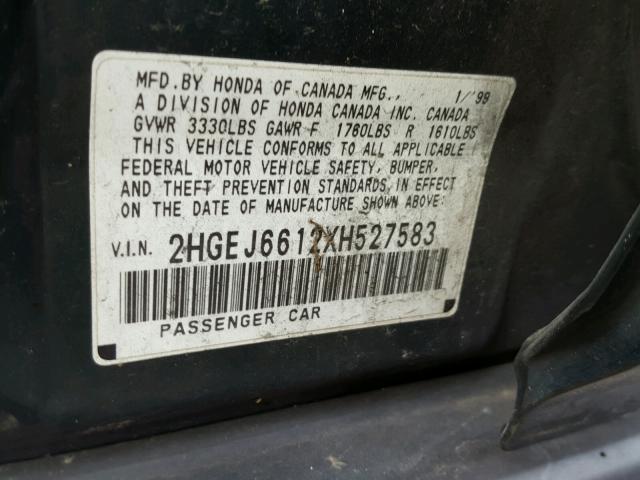 MFD. BY HONDA OF CANADA MFG., 1/'99
A DIVISION OF HONDA CANADA INC. CANADA
GVWR 3330LBS GAWR F 1760LBS R 1610LBS
THIS VEHICLE CONFORMS TO ALL APPLICABLE
FEDERAL MOTOR VEHICLE SAFETY, BUMPER,
AND THEFT PREVENTION STANDARDS IN EFFECT
ON THE DATE OF MANUFACTURE SHOWN ABOVE:
V.I.N. 2HGEJ6612XH527583
PASSENGER CAR